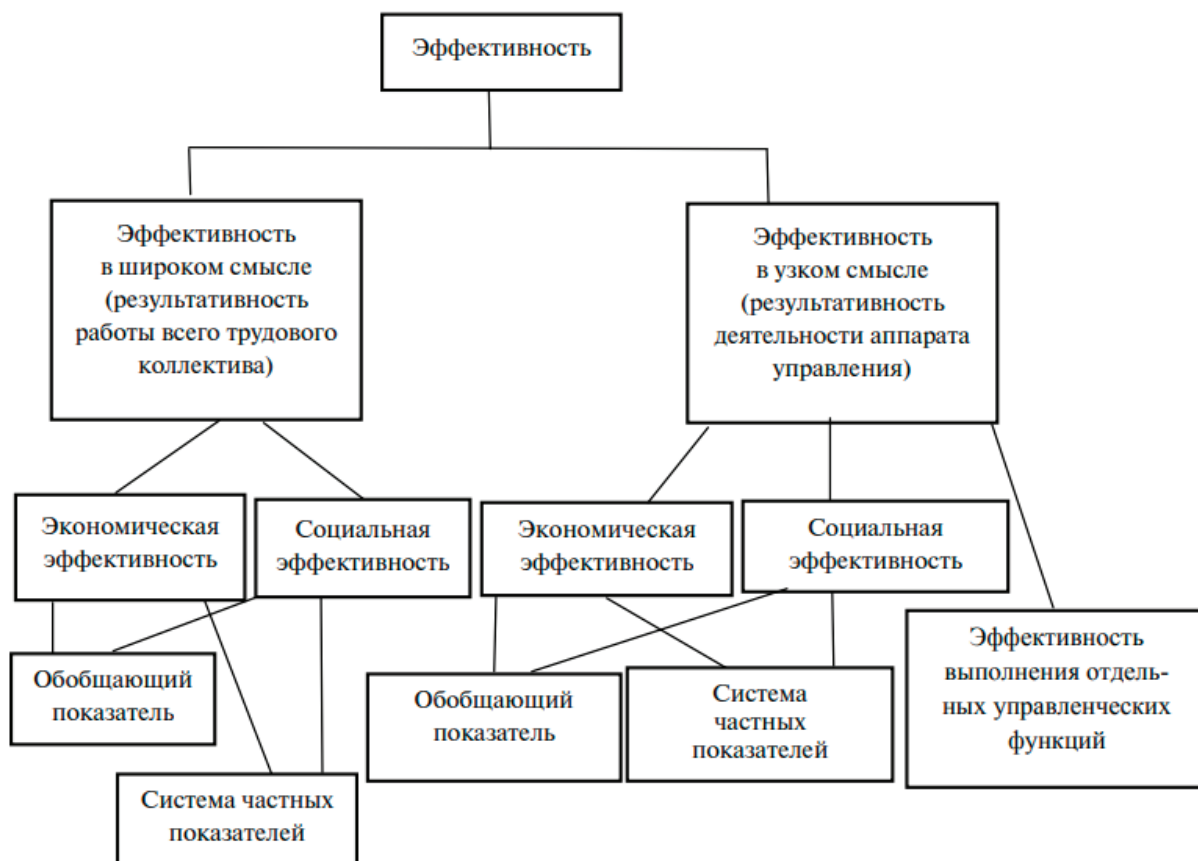 Эффективность
Эффективность
в широком смысле
(результативность
работы всего трудового
коллектива)
Эффективность
в узком смысле
(результативность
деятельности аппарата
управления)
Экономическая
эффективность
Социальная
эффективность
Экономическая
эффективность
Социальная
эффективность
Обобщающий
показатель
Система частных
показателей
Обобщающий
показатель
Система
частных
показателей
Эффективность
выполнения отдель-
ных управленческих
функций